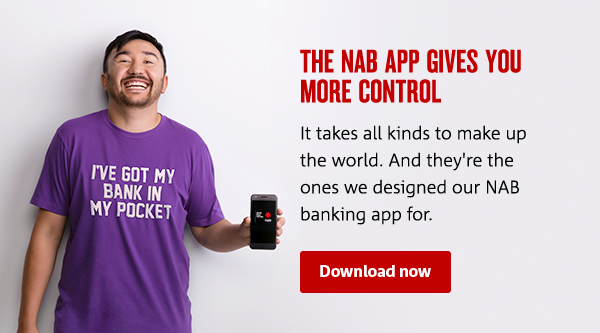 I'VE GOT MY
BANK IN
MY POCKET
nab
THE NAB APP GIVES YOU
MORE CONTROL
It takes all kinds to make up
the world. And they're the
ones we designed our NAB
banking app for.
Download now